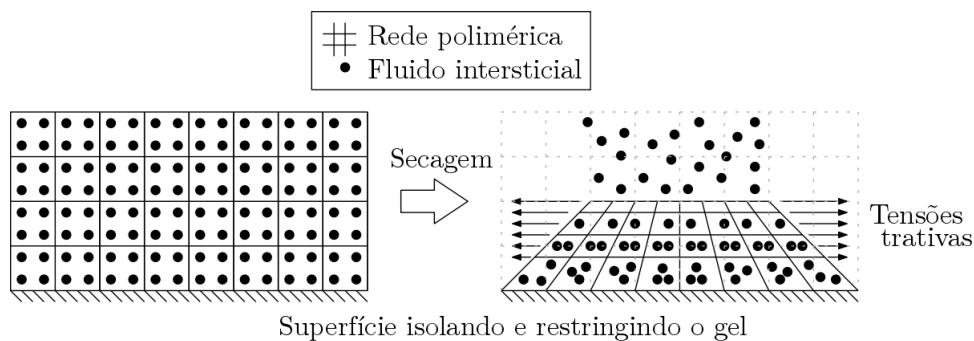 Rede polimérica
Fluido intersticial
Secagem
Tensões
trativas
Superfície isolando e restringindo o gel